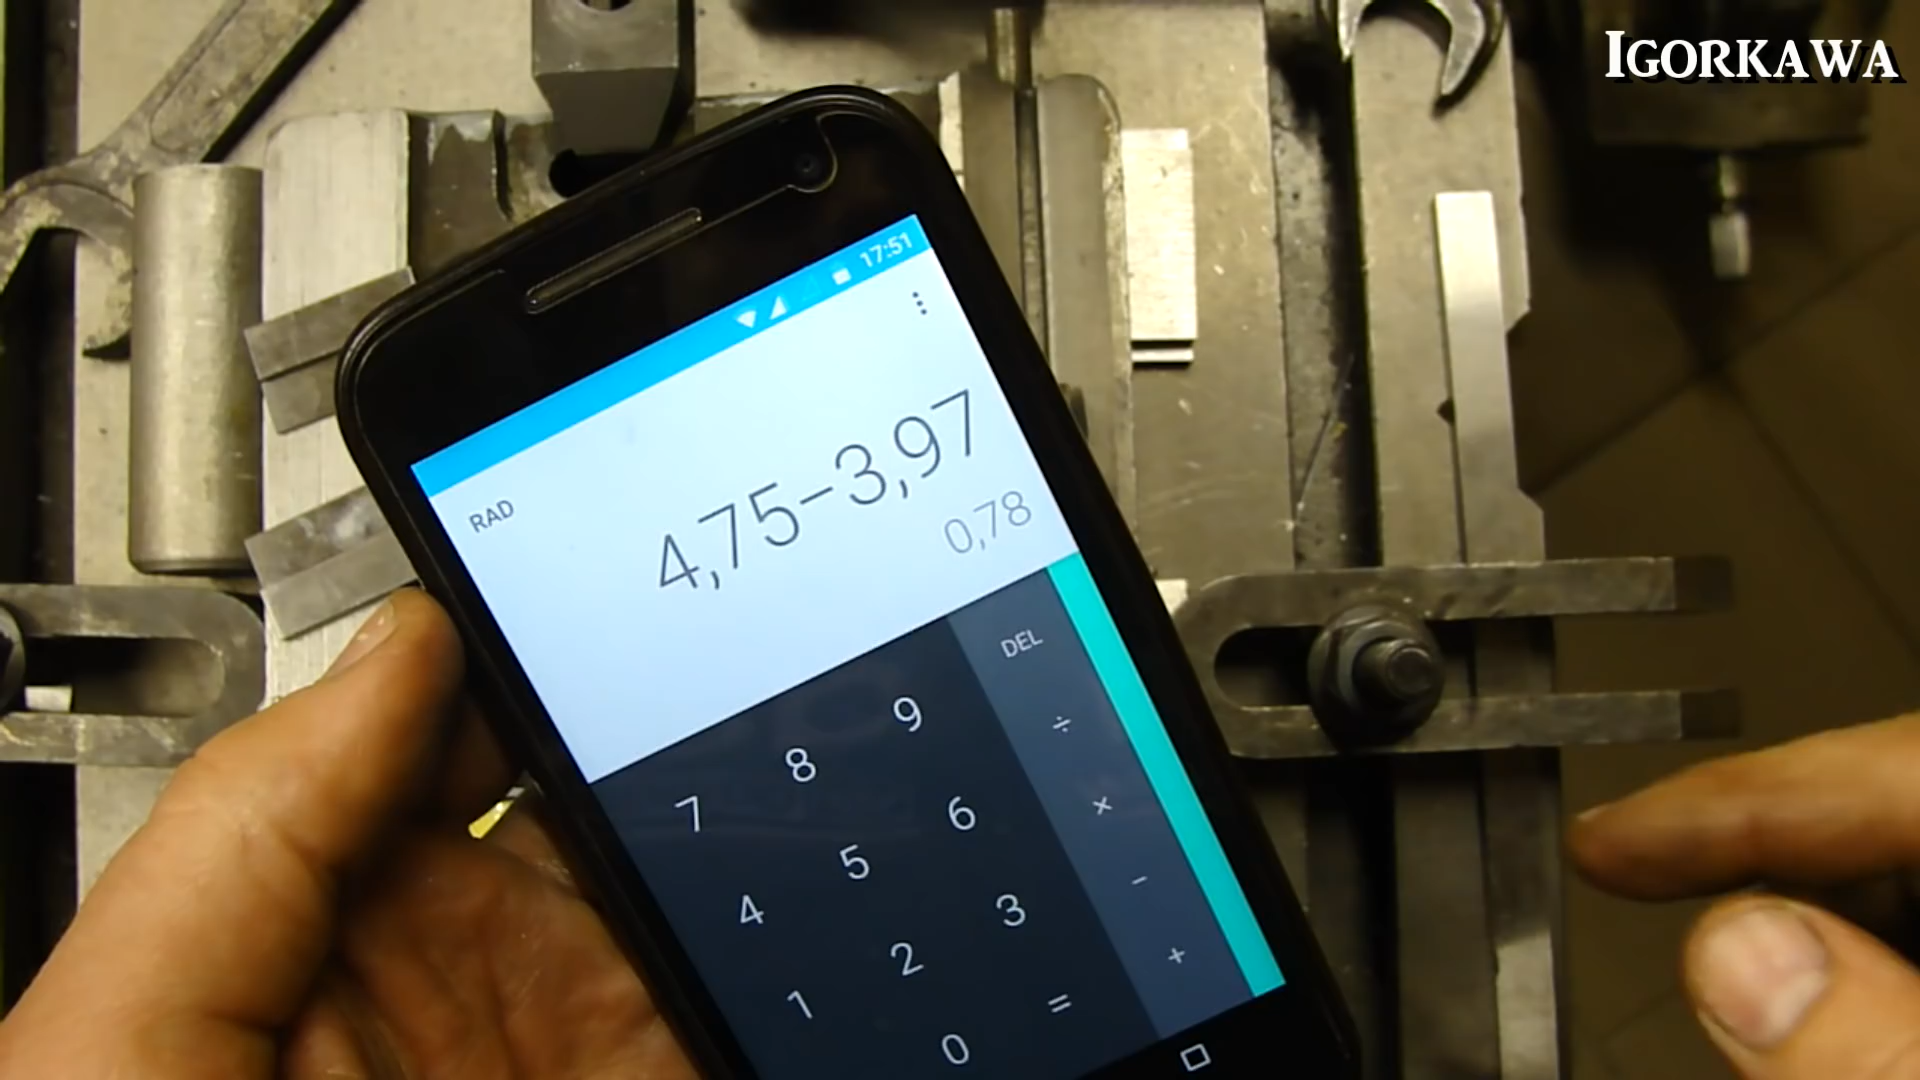 IGORKAWA
17:51
RAD
4,75−3,97
0,78
DEL
7 8 9 ÷
4 5 6 ×
1 2 3 −
0 = +